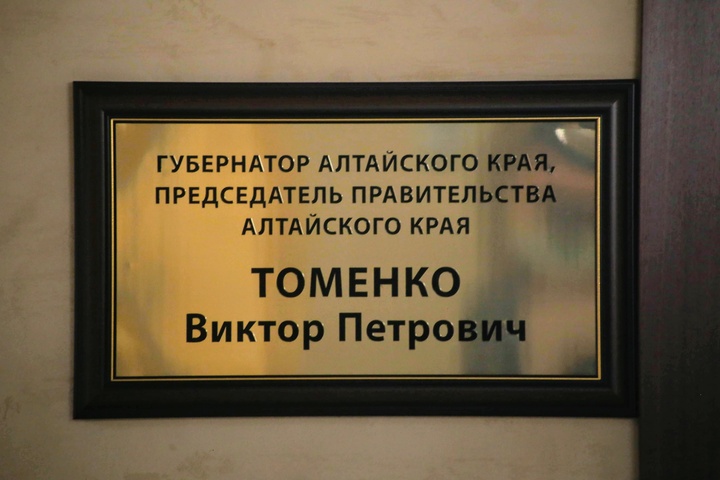 ГУБЕРНАТОР АЛТАЙСКОГО КРАЯ,
ПРЕДСЕДАТЕЛЬ ПРАВИТЕЛЬСТВА
АЛТАЙСКОГО КРАЯ
ТОМЕНКО
Виктор Петрович